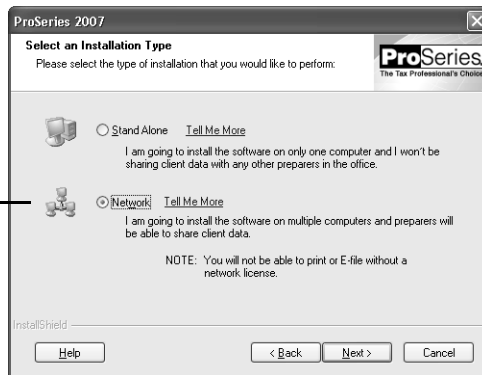 ProSeries 2007
Select an Installation Type
Please select the type of installation that you would like to perform:
ProSeries
The Tax Professional's Choice
Stand Alone Tell Me More
I am going to install the software on only one computer and I won't be
sharing client data with any other preparers in the office.
Network Tell Me More
I am going to install the software on multiple computers and preparers will
be able to share client data.
NOTE: You will not be able to print or E-file without a
network license.
InstallShield
Help
< Back
Next >
Cancel